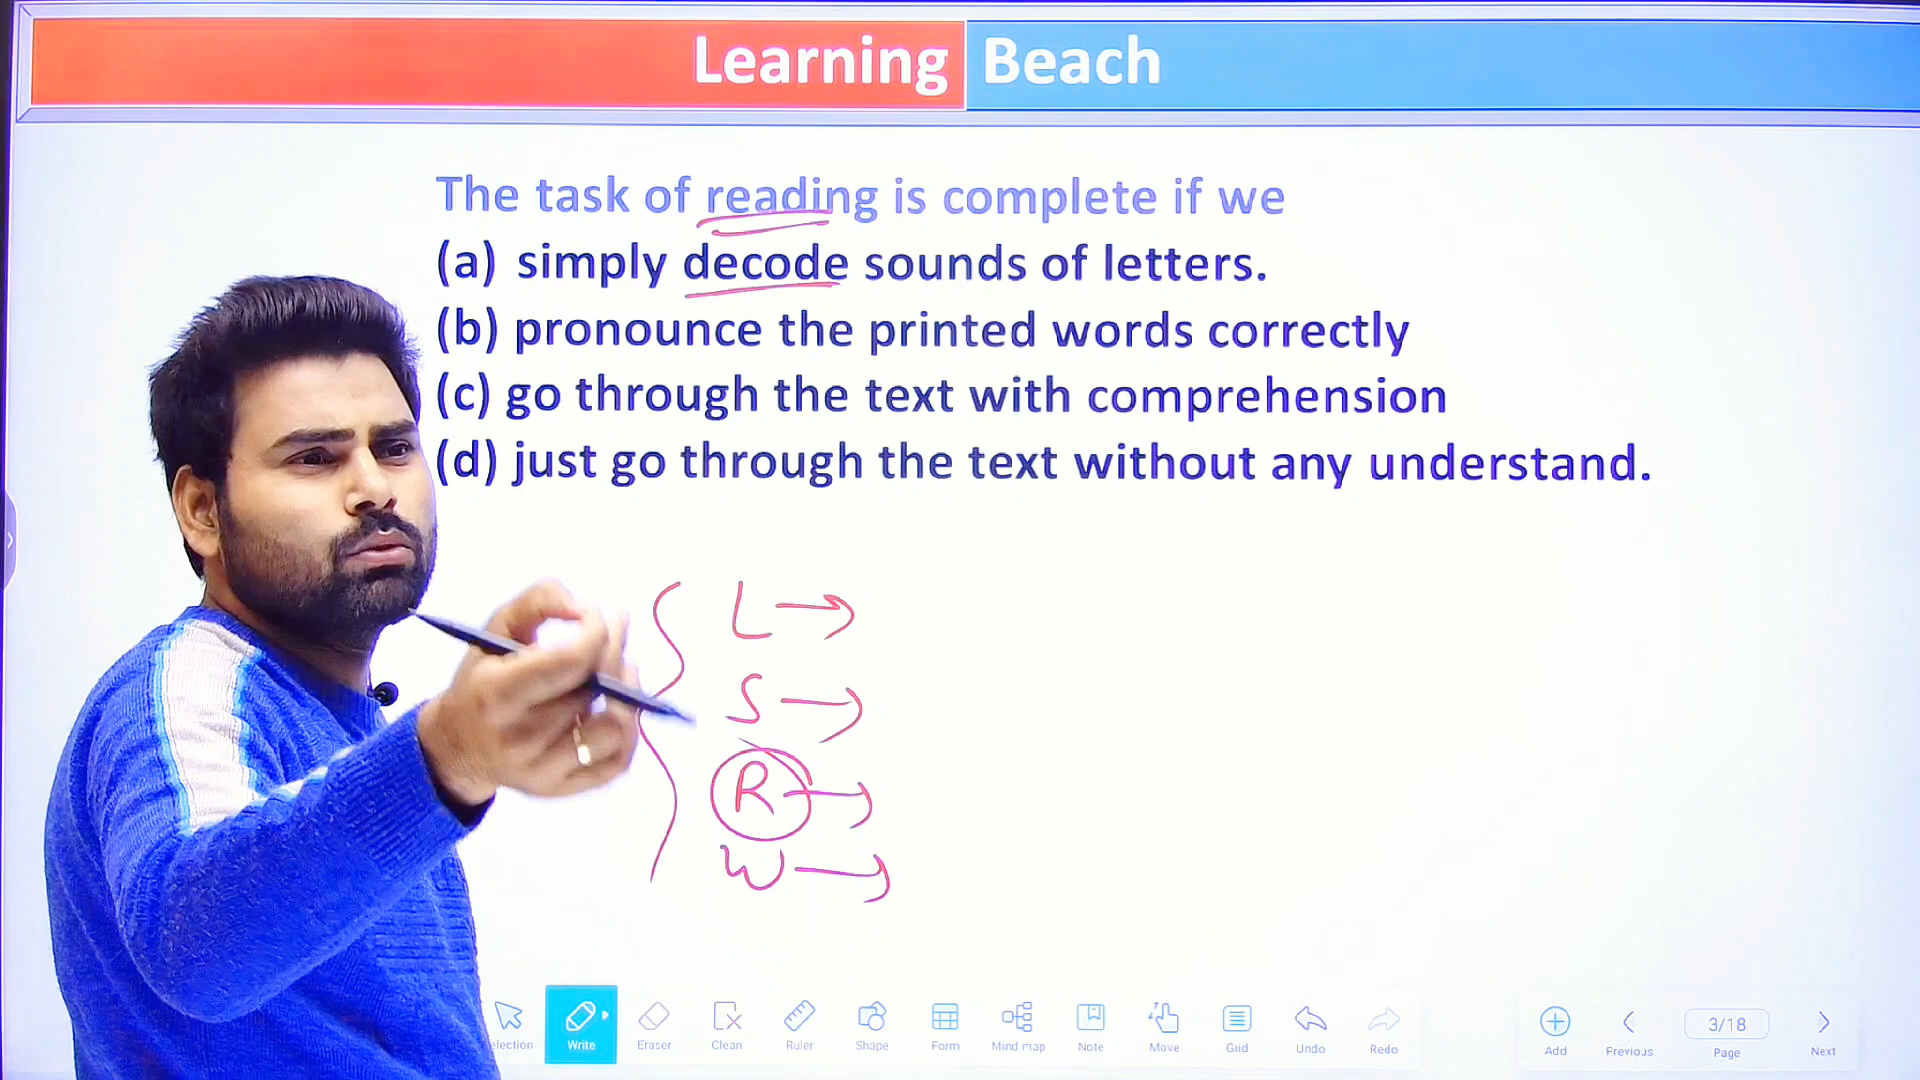 Learning Beach
The task of reading is complete if we
(a) simply decode sounds of letters.
(b) pronounce the printed words correctly
(c) go through the text with comprehension
(d) just go through the text without any understand.
L →
S →
R →
W →
election Write Eraser Clean Ruler Shape Form Mind map Note Move Grid Undo Redo Add Previous 3/18 Page Next